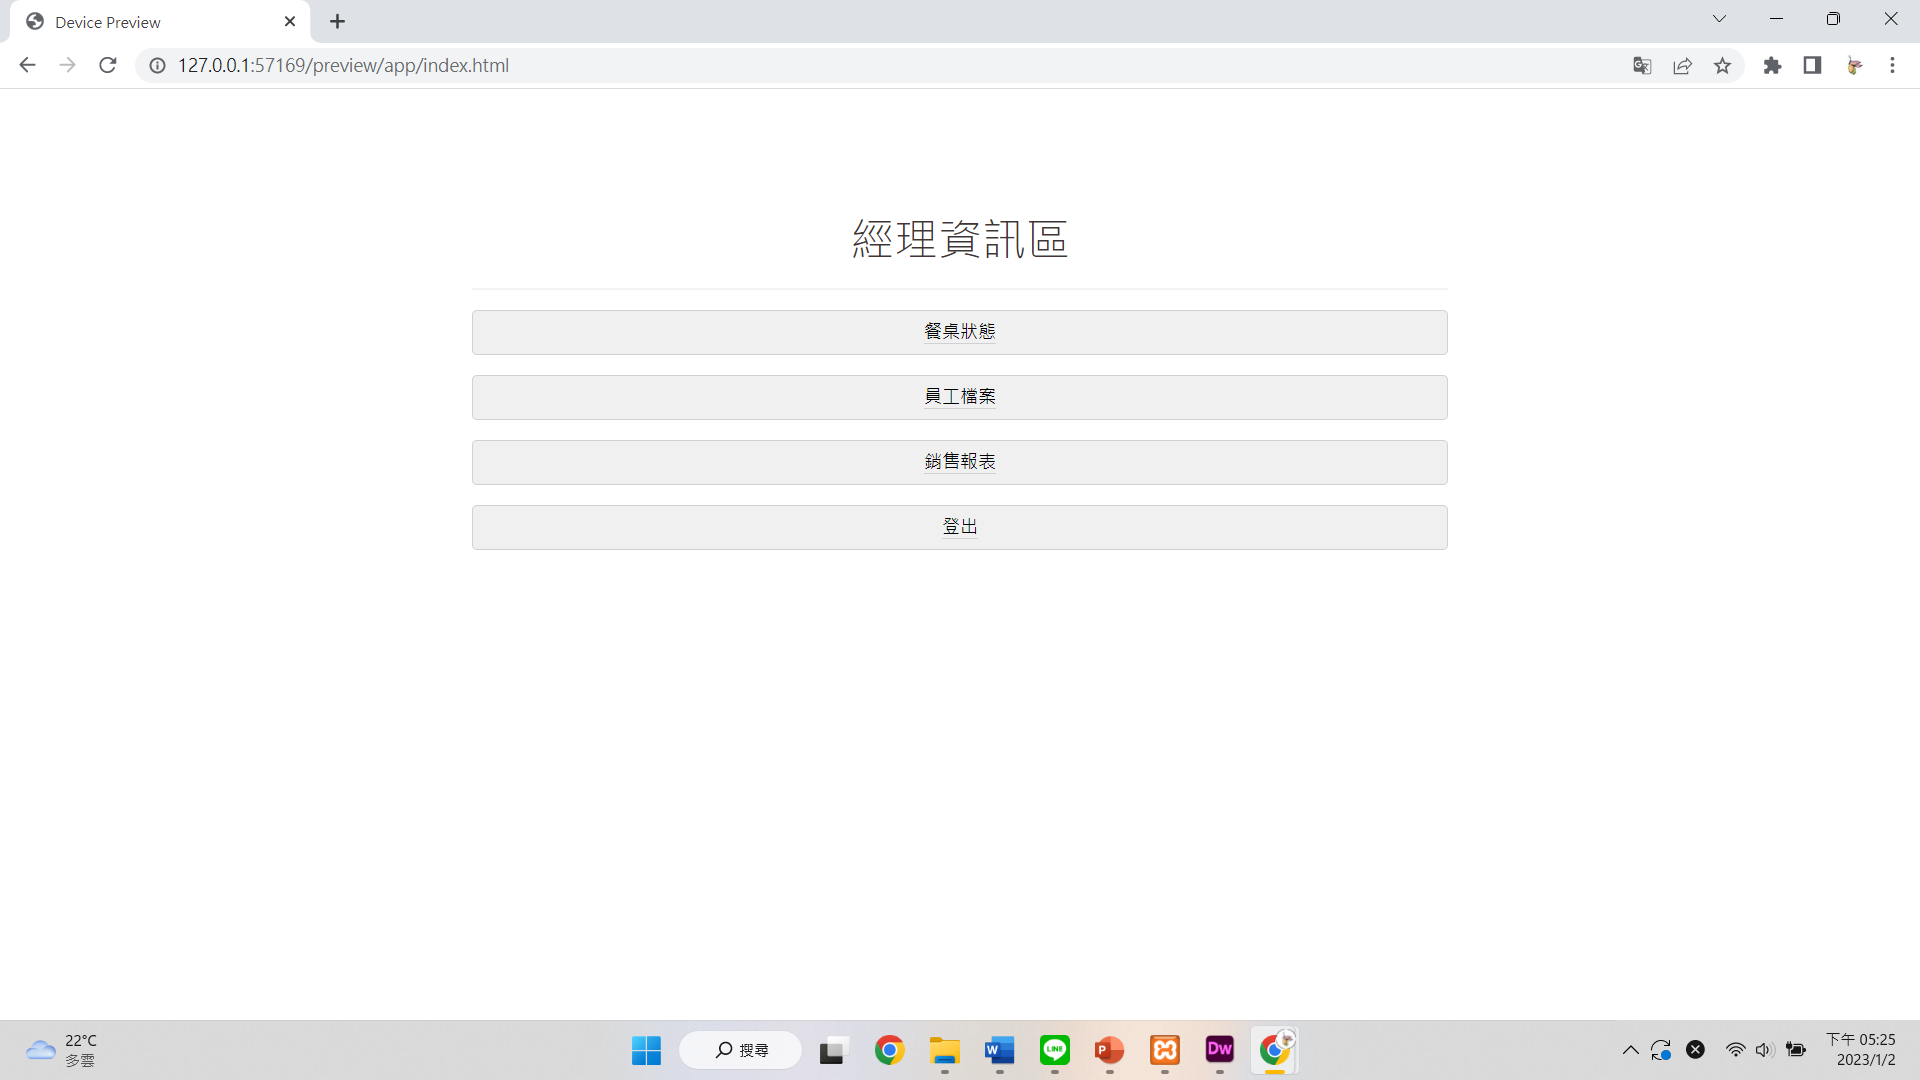 Device Preview
127.0.0.1:57169/preview/app/index.html
經理資訊區
餐桌狀態
員工檔案
銷售報表
登出
22°C
多雲
搜尋
W
LINE
P
Dw
下午 05:25
2023/1/2